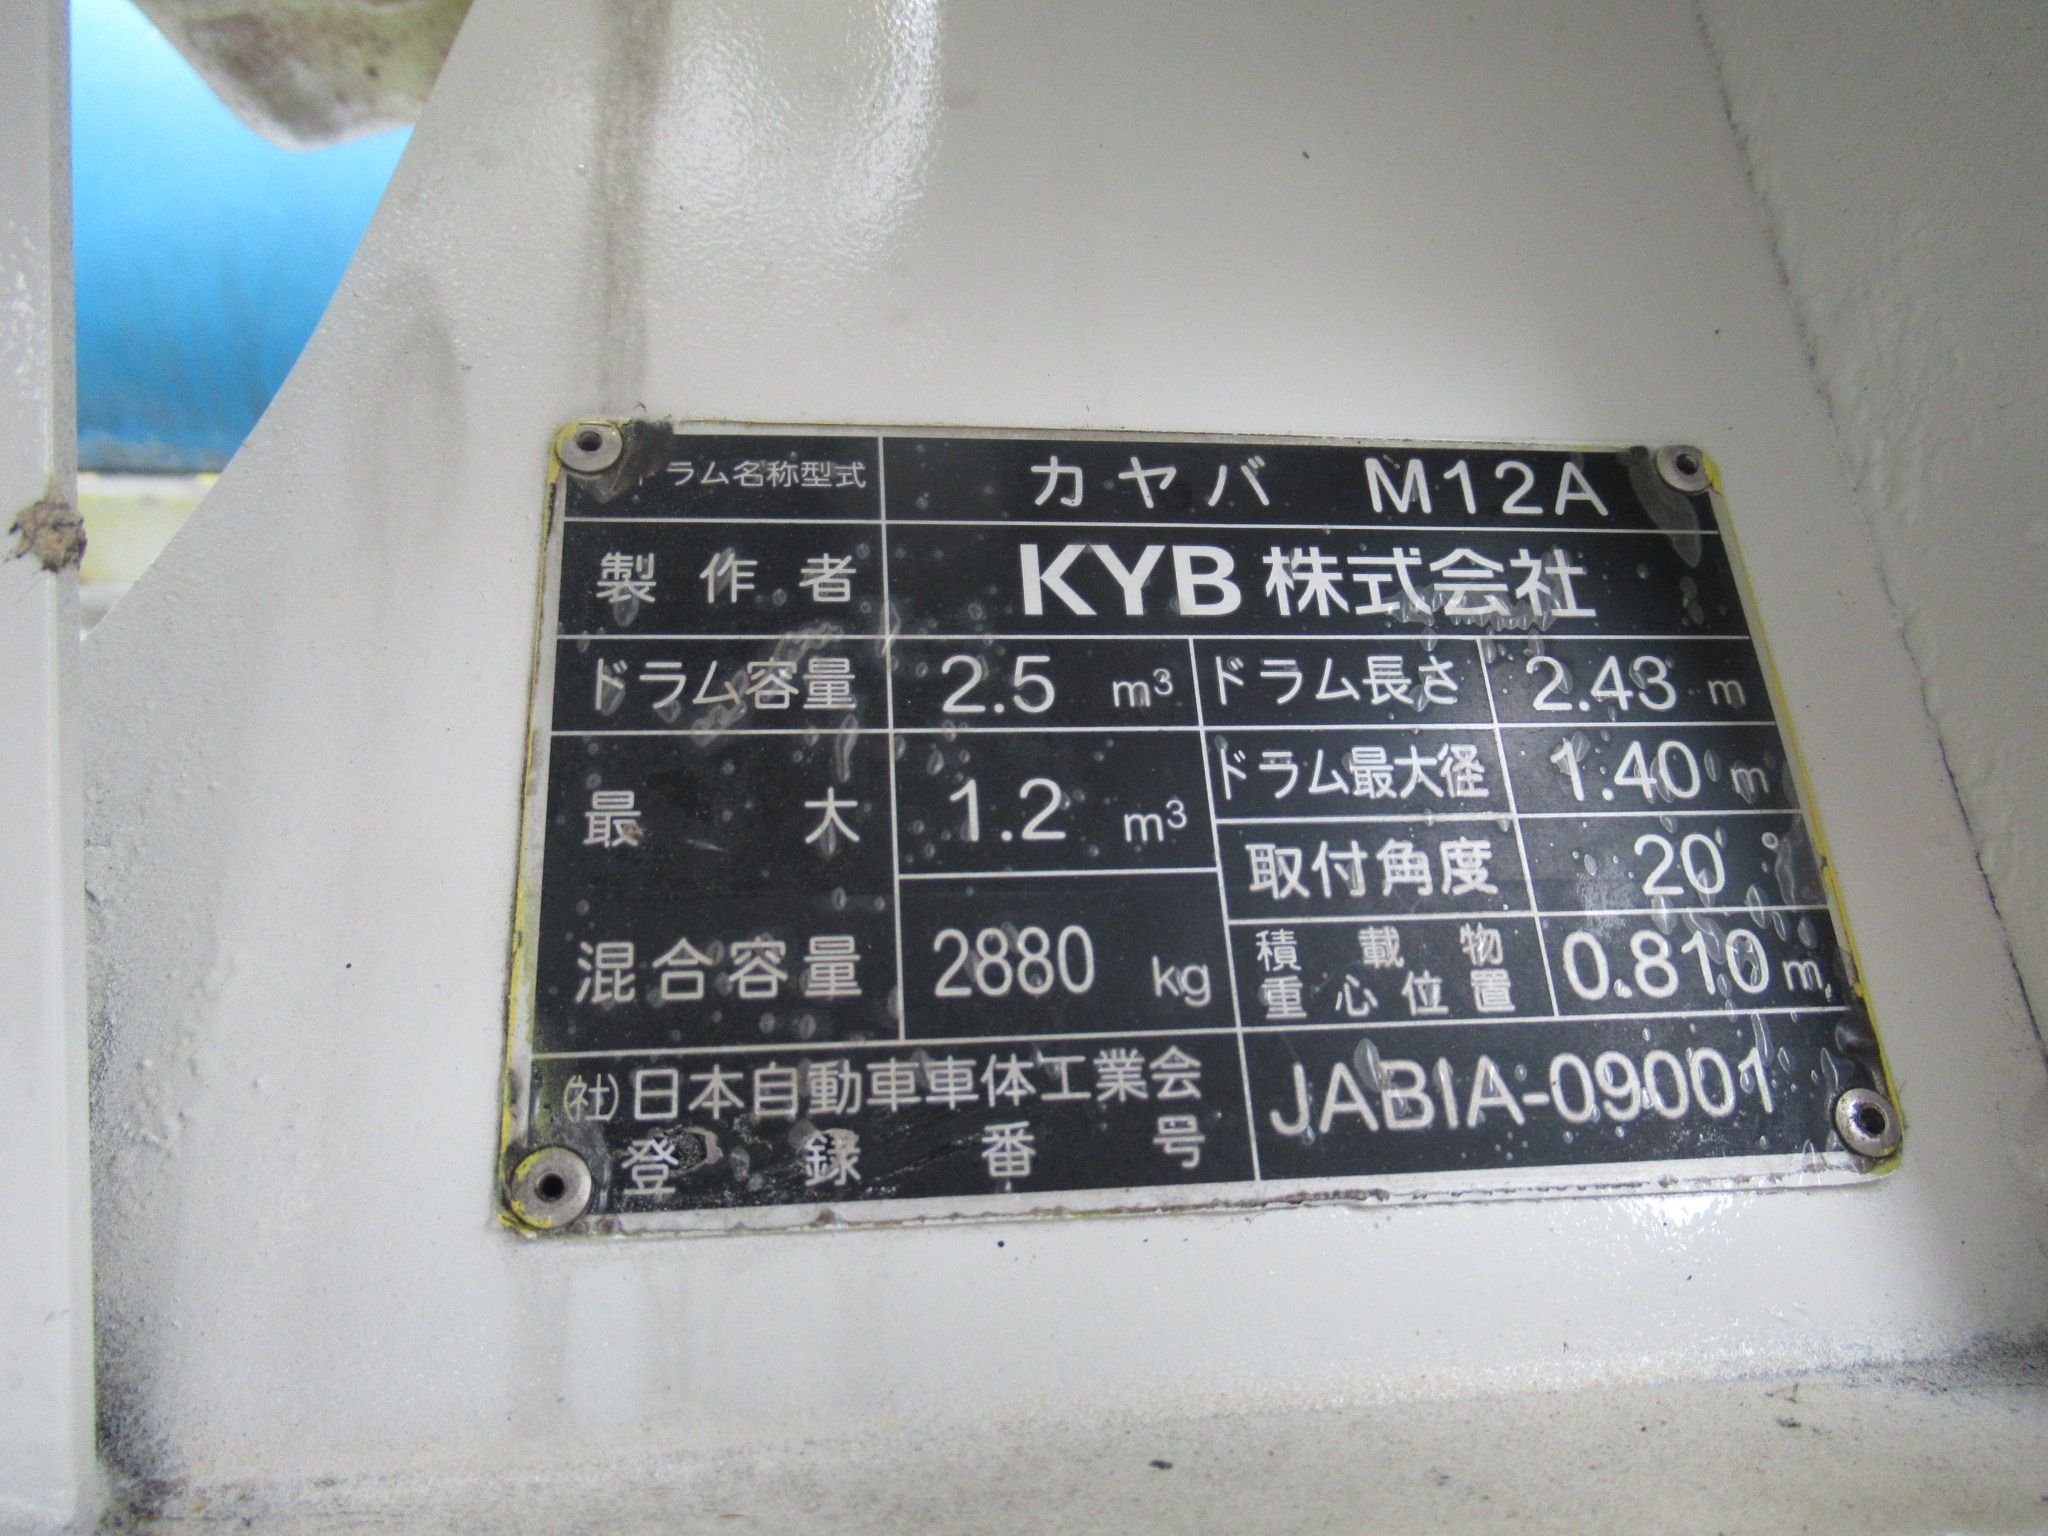 ドラム名称型式 カヤバ M12A
製作者 KYB株式会社
ドラム容量 2.5 m³ ドラム長さ 2.43 m
最大混合容量 1.2 m³ ドラム最大径 1.40 m
取付角度 20°
2880 kg 積載物重心位置 0.810 m
(社)日本自動車車体工業会
登録番号 JABIA-09001